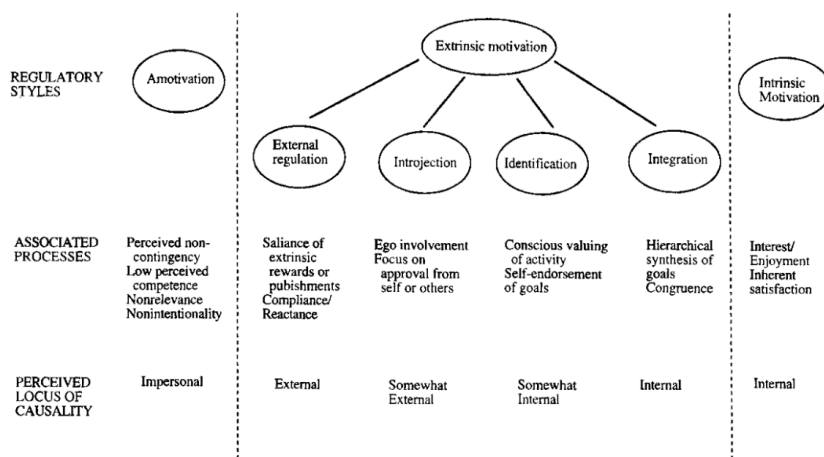 Extrinsic motivation
REGULATORY
STYLES
Amotivation
Intrinsic
Motivation
External
regulation
Introjection
Identification
Integration
ASSOCIATED
PROCESSES
Perceived non-
contingency
Low perceived
competence
Nonrelevance
Nonintentionality
Saliance of
extrinsic
rewards or
pubishments
Compliance/
Reactance
Ego involvement
Focus on
approval from
self or others
Conscious valuing
of activity
Self-endorsement
of goals
Hierarchical
synthesis of
goals
Congruence
Interest/
Enjoyment
Inherent
satisfaction
PERCEIVED
LOCUS OF
CAUSALITY
Impersonal
External
Somewhat
External
Somewhat
Internal
Internal
Internal